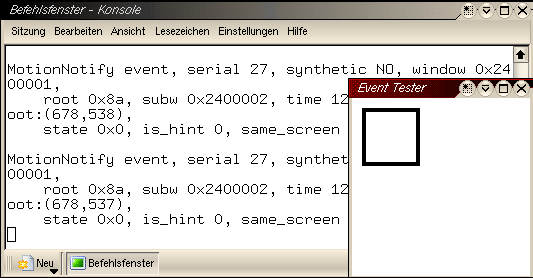 Befehlsfenster - Konsole
Sitzung Bearbeiten Ansicht Lesezeichen Einstellungen Hilfe
MotionNotify event, serial 27, synthetic NO, window 0x24
00001,
root 0x8a, subw 0x2400002, time 12
oot:(678,538),
state 0x0, is_hint 0, same_screen
MotionNotify event, serial 27, synthet
00001,
root 0x8a, subw 0x2400002, time 12
oot:(678,537),
state 0x0, is_hint 0, same_screen
Event Tester
Neu Befehlsfenster